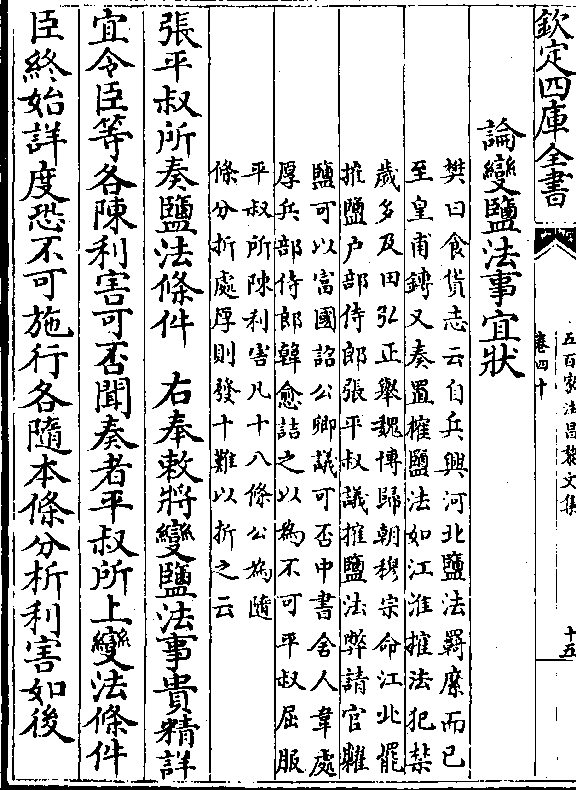 欽定四庫全書
五百家注昌黎文集
卷四十
十五
論變鹽法事宜狀
樊曰食貨志云自兵興河北鹽法羇縻而已
至皇甫鎛又奏置榷鹽法如江淮榷法犯禁
歲多及田弘正舉魏博歸朝穆宗命江北罷
榷鹽户部侍郎張平叔議榷鹽法弊請官糶
鹽可以富國詔公卿議可否中書舍人韋處
厚兵部侍郎韓愈詰之以為不可平叔屈服
平叔所陳利害凡十八條公為隨
條分折處厚則發十難以折之云
張平叔所奏鹽法條件　右奉敕將變鹽法事貴精詳
宜令臣等各陳利害可否聞奏者平叔所上變法條件
臣終始詳度恐不可施行各隨本條分析利害如後